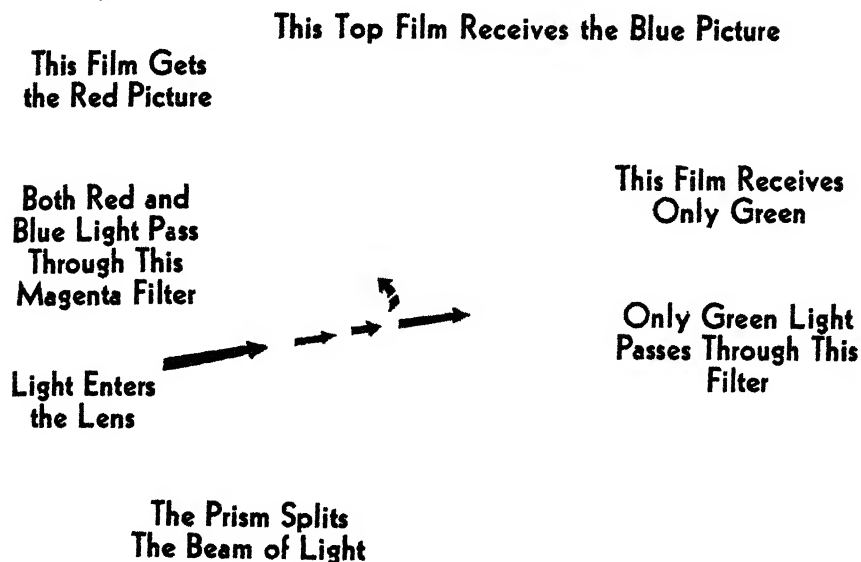 This Top Film Receives the Blue Picture
This Film Gets
the Red Picture
Both Red and
Blue Light Pass
Through This
Magenta Filter
This Film Receives
Only Green
Only Green Light
Passes Through This
Filter
Light Enters
the Lens
The Prism Splits
The Beam of Light